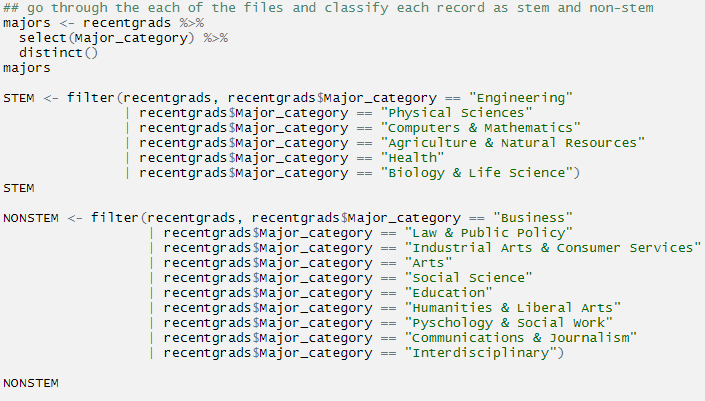 ## go through the each of the files and classify each record as stem and non-stem
majors <- recentgrads %>%
  select(Major_category) %>%
  distinct()
majors

STEM <- filter(recentgrads, recentgrads$Major_category == "Engineering"
               | recentgrads$Major_category == "Physical Sciences"
               | recentgrads$Major_category == "Computers & Mathematics"
               | recentgrads$Major_category == "Agriculture & Natural Resources"
               | recentgrads$Major_category == "Health"
               | recentgrads$Major_category == "Biology & Life Science")
STEM

NONSTEM <- filter(recentgrads, recentgrads$Major_category == "Business"
                  | recentgrads$Major_category == "Law & Public Policy"
                  | recentgrads$Major_category == "Industrial Arts & Consumer Services"
                  | recentgrads$Major_category == "Arts"
                  | recentgrads$Major_category == "Social Science"
                  | recentgrads$Major_category == "Education"
                  | recentgrads$Major_category == "Humanities & Liberal Arts"
                  | recentgrads$Major_category == "Pyschology & Social Work"
                  | recentgrads$Major_category == "Communications & Journalism"
                  | recentgrads$Major_category == "Interdisciplinary")

NONSTEM